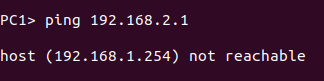 PC1> ping 192.168.2.1
host (192.168.1.254) not reachable